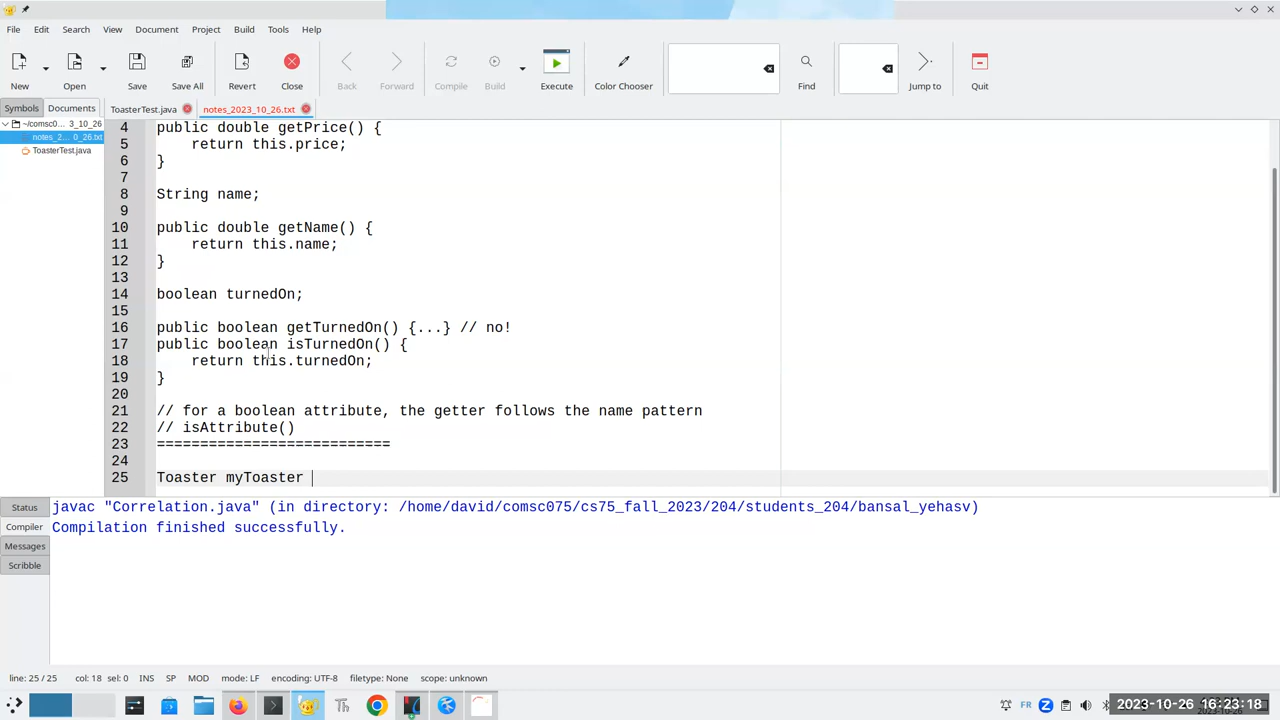 File Edit Search View Document Project Build Tools Help
New Open Save Save All Revert Close Back Forward Compile Build Execute Color Chooser Find Jump to Quit
Symbols Documents ToasterTest.java notes_2023_10_26.txt
~/comsc0... 3_10_26
notes_2... 0_26.txt
ToasterTest.java
4 public double getPrice() {
5 return this.price;
6 }
7
8 String name;
9
10 public double getName() {
11 return this.name;
12 }
13
14 boolean turnedOn;
15
16 public boolean getTurnedOn() {...} // no!
17 public boolean isTurnedOn() {
18 return this.turnedOn;
19 }
20
21 // for a boolean attribute, the getter follows the name pattern
22 // isAttribute()
23 ===========================
24
25 Toaster myToaster
Status
Compiler
Messages
Scribble
javac "Correlation.java" (in directory: /home/david/comsc075/cs75_fall_2023/204/students_204/bansal_yehasv)
Compilation finished successfully.
line: 25 / 25 col: 18 sel: 0 INS SP MOD mode: LF encoding: UTF-8 filetype: None scope: unknown
Th FR Z 2023-10-26 16:23:18